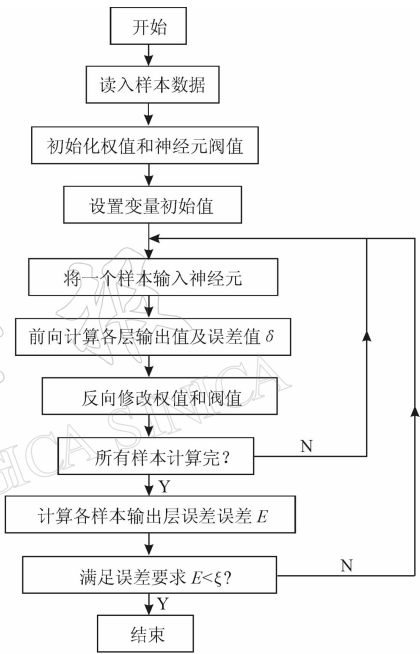 开始
读入样本数据
初始化权值和神经元阀值
设置变量初始值
将一个样本输入神经元
前向计算各层输出值及误差值 δ
反向修改权值和阀值
所有样本计算完?
N
Y
计算各样本输出层误差误差 E
满足误差要求 E<ξ?
N
Y
结束
GICA SINICA